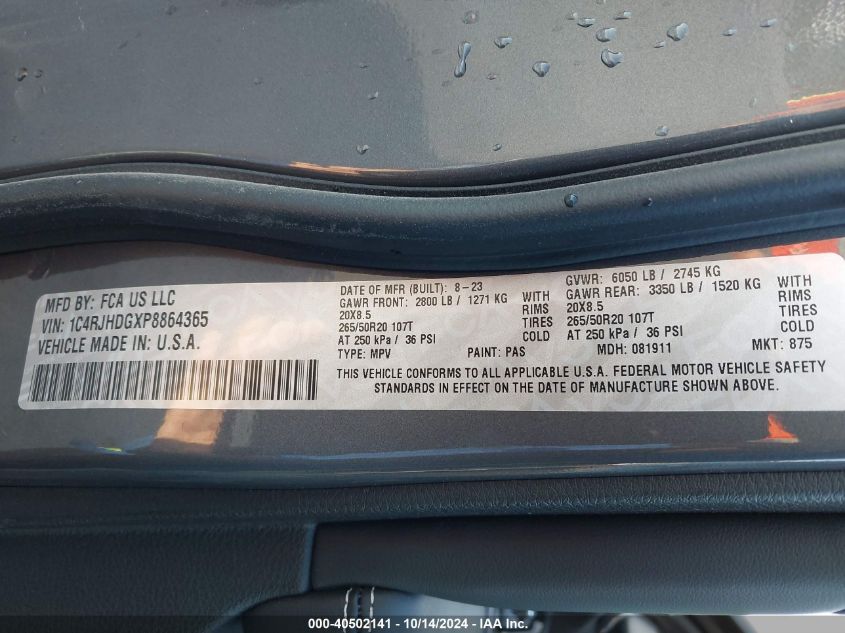 MFD BY: FCA US LLC
VIN: 1C4RJHDGXP8864365
VEHICLE MADE IN: U.S.A.
DATE OF MFR (BUILT): 8-23
GAWR FRONT: 2800 LB / 1271 KG WITH
20X8.5 RIMS
265/50R20 107T TIRES
AT 250 kPa / 36 PSI COLD
TYPE: MPV PAINT: PAS
GVWR: 6050 LB / 2745 KG
GAWR REAR: 3350 LB / 1520 KG WITH
20X8.5 RIMS
265/50R20 107T TIRES
AT 250 kPa / 36 PSI COLD
MDH: 081911 MKT: 875
THIS VEHICLE CONFORMS TO ALL APPLICABLE U.S.A. FEDERAL MOTOR VEHICLE SAFETY
STANDARDS IN EFFECT ON THE DATE OF MANUFACTURE SHOWN ABOVE.
000-40502141 - 10/14/2024 - IAA Inc.